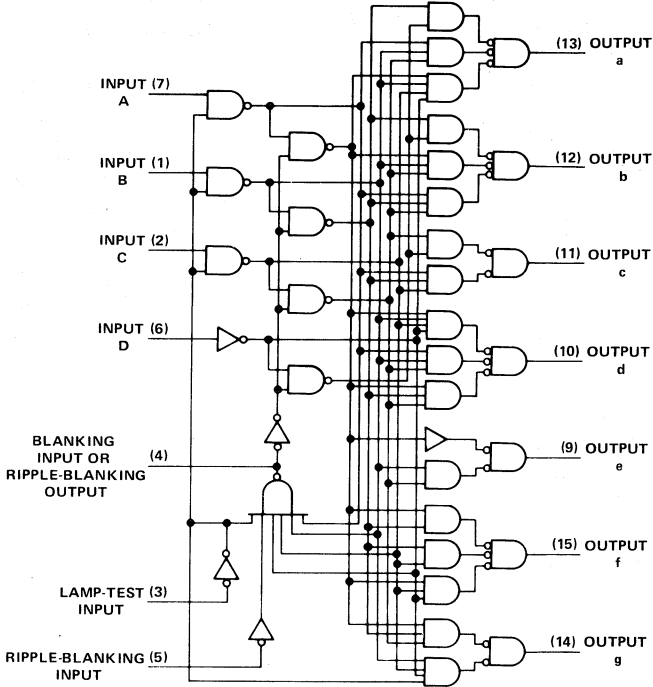 (13) OUTPUT
a
INPUT (7)
A
(12) OUTPUT
b
INPUT (1)
B
INPUT (2)
C
(11) OUTPUT
c
INPUT (6)
D
(10) OUTPUT
d
BLANKING
INPUT OR (4)
RIPPLE-BLANKING
OUTPUT
(9) OUTPUT
e
(15) OUTPUT
f
LAMP-TEST (3)
INPUT
RIPPLE-BLANKING (5)
INPUT
(14) OUTPUT
g